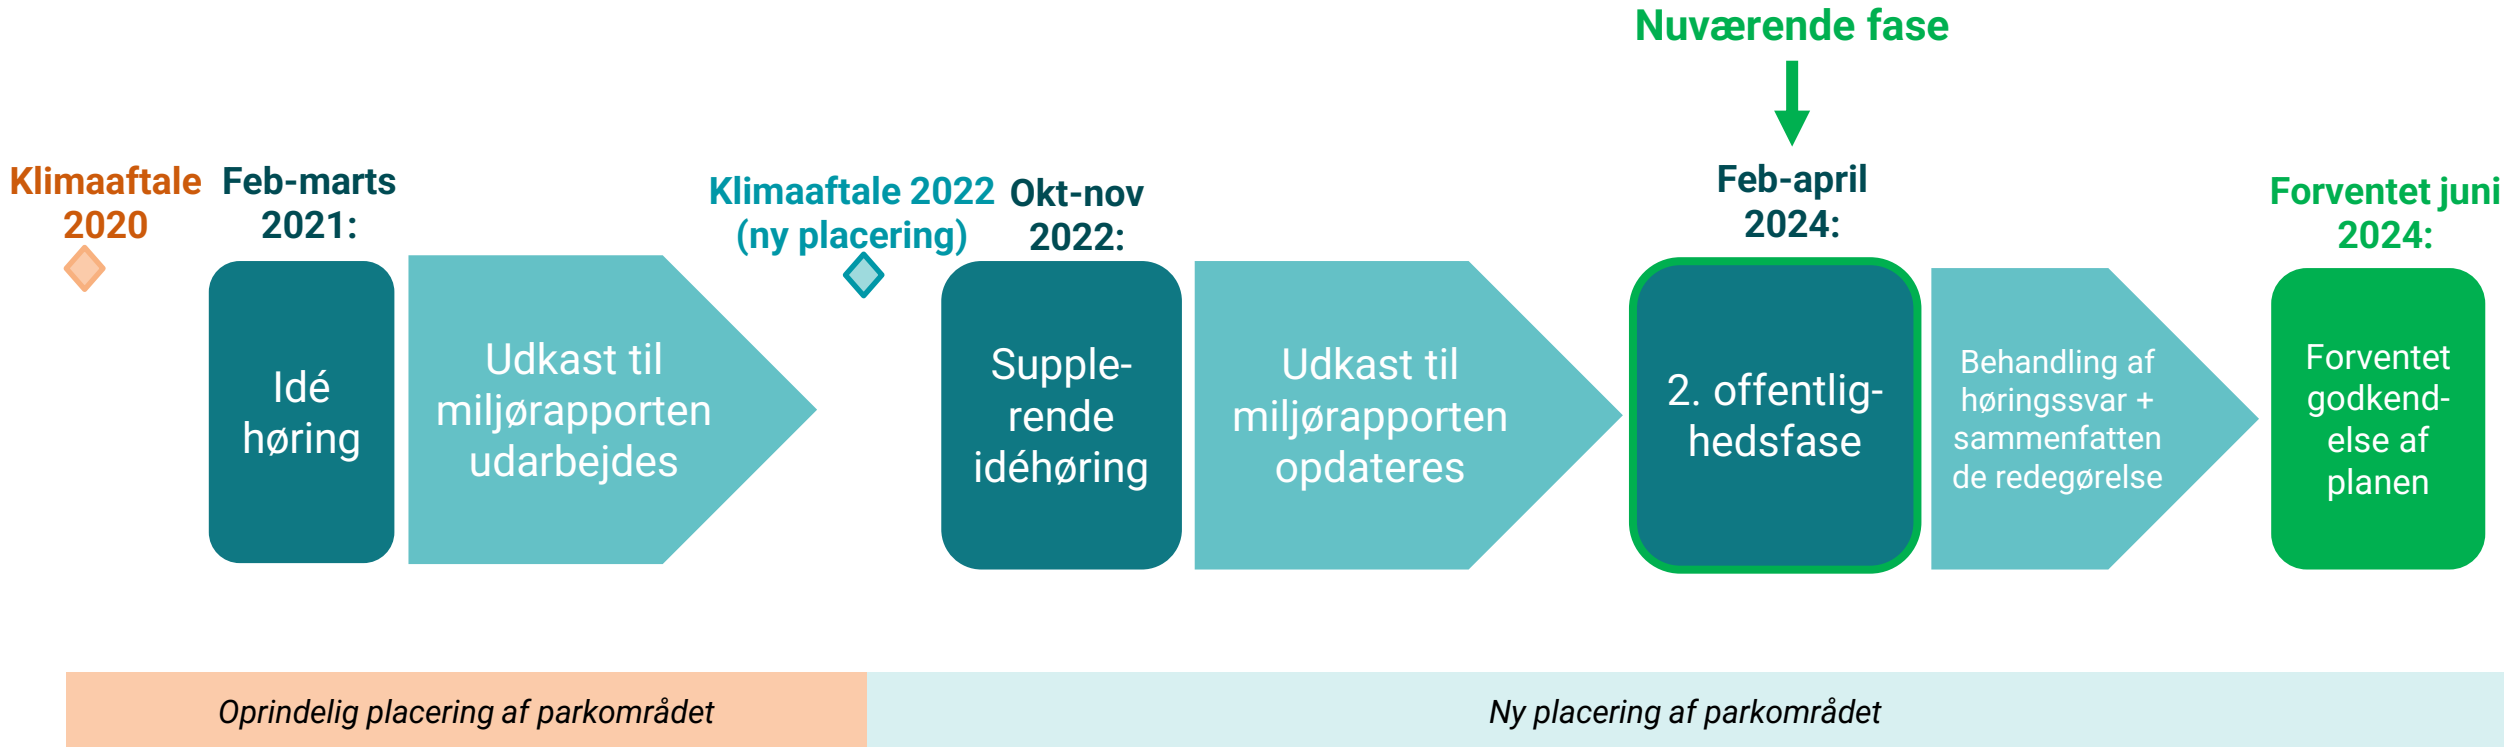 Nuværende fase
Klimaaftale
2020
Feb-marts
2021:
Klimaaftale 2022
(ny placering)
Okt-nov
2022:
Feb-april
2024:
Forventet juni
2024:
Idé
høring
Udkast til
miljørapporten
udarbejdes
Supple-
rende
idéhøring
Udkast til
miljørapporten
opdateres
2. offentlig-
hedsfase
Behandling af
høringssvar +
sammenfatten
de redegørelse
Forventet
godkend-
else af
planen
Oprindelig placering af parkområdet
Ny placering af parkområdet